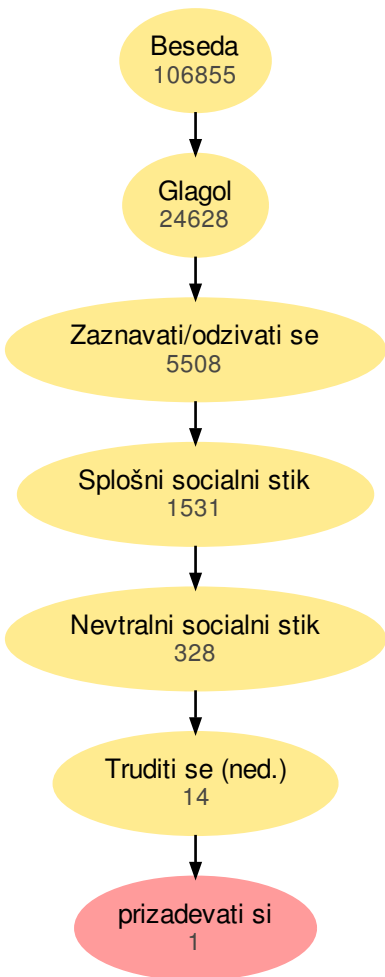 Beseda
106855
Glagol
24628
Zaznavati/odzivati se
5508
Splošni socialni stik
1531
Nevtralni socialni stik
328
Truditi se (ned.)
14
prizadevati si
1